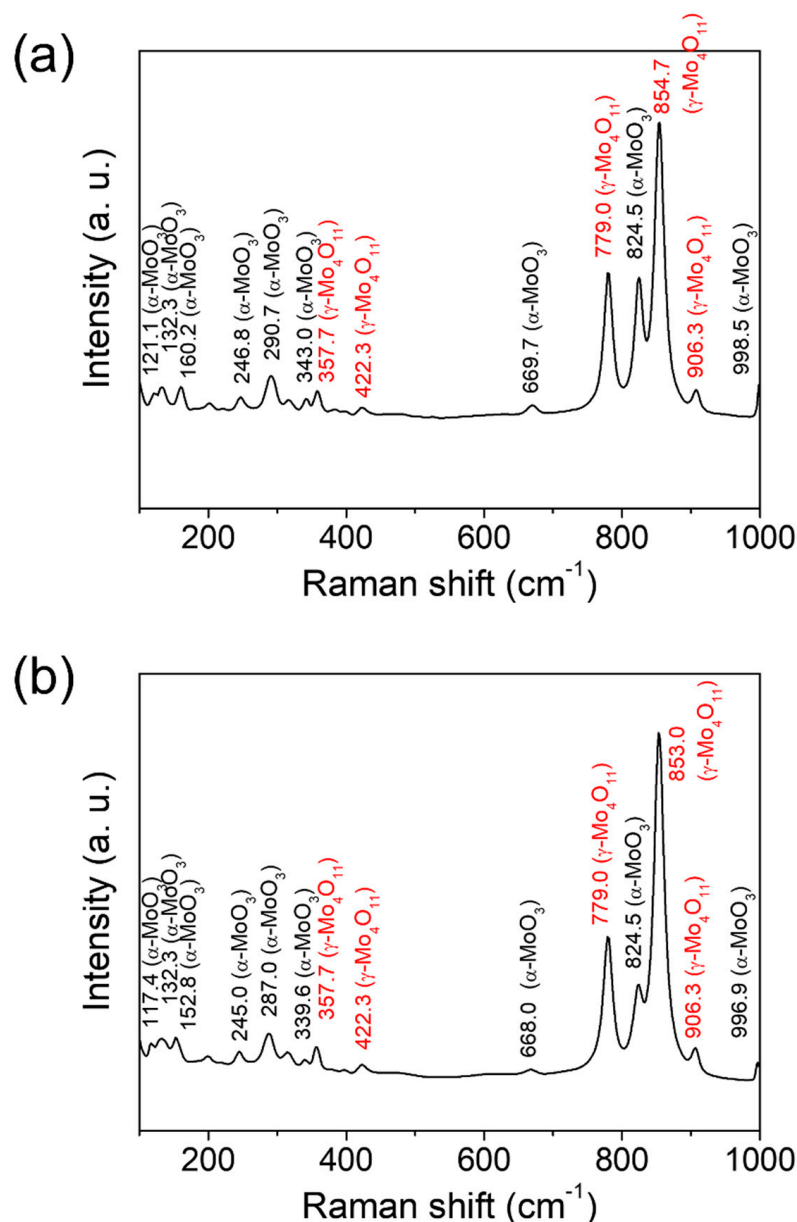 (a)
Intensity (a. u.)
121.1 (α-MoO₃)
132.3 (α-MoO₃)
160.2 (α-MoO₃)
246.8 (α-MoO₃)
290.7 (α-MoO₃)
343.0 (α-MoO₃)
357.7 (γ-Mo₄O₁₁)
422.3 (γ-Mo₄O₁₁)
669.7 (α-MoO₃)
779.0 (γ-Mo₄O₁₁)
824.5 (α-MoO₃)
854.7
(γ-Mo₄O₁₁)
906.3 (γ-Mo₄O₁₁)
998.5 (α-MoO₃)
200 400 600 800 1000
Raman shift (cm⁻¹)
(b)
Intensity (a. u.)
117.4 (α-MoO₃)
132.3 (α-MoO₃)
152.8 (α-MoO₃)
245.0 (α-MoO₃)
287.0 (α-MoO₃)
339.6 (α-MoO₃)
357.7 (γ-Mo₄O₁₁)
422.3 (γ-Mo₄O₁₁)
668.0 (α-MoO₃)
779.0 (γ-Mo₄O₁₁)
824.5 (α-MoO₃)
853.0
(γ-Mo₄O₁₁)
906.3 (γ-Mo₄O₁₁)
996.9 (α-MoO₃)
200 400 600 800 1000
Raman shift (cm⁻¹)